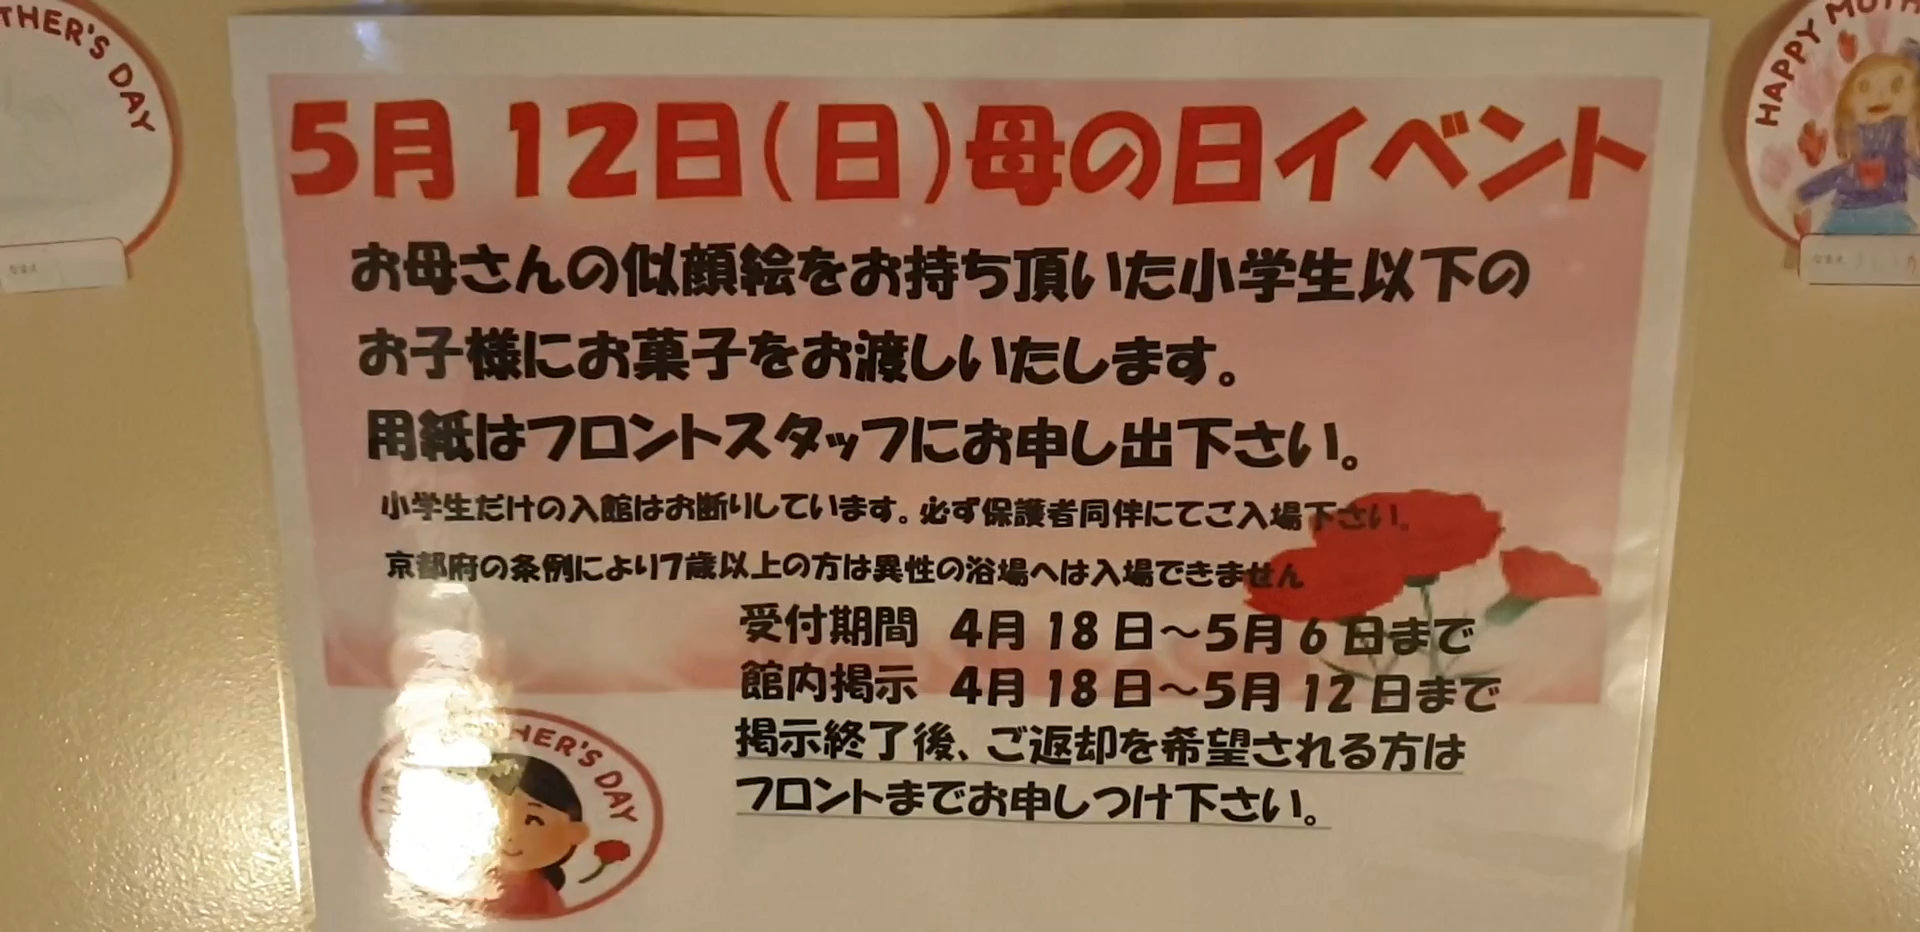 THER'S DAY
HAPPY MOTH
5月12日(日)母の日イベント
お母さんの似顔絵をお持ち頂いた小学生以下の
お子様にお菓子をお渡しいたします。
用紙はフロントスタッフにお申し出下さい。
小学生だけの入館はお断りしています。必ず保護者同伴にてご入場下さい。
京都府の条例により7歳以上の方は異性の浴場へは入場できません
受付期間 4月18日～5月6日まで
館内掲示 4月18日～5月12日まで
掲示終了後、ご返却を希望される方は
フロントまでお申しつけ下さい。
HER'S DAY